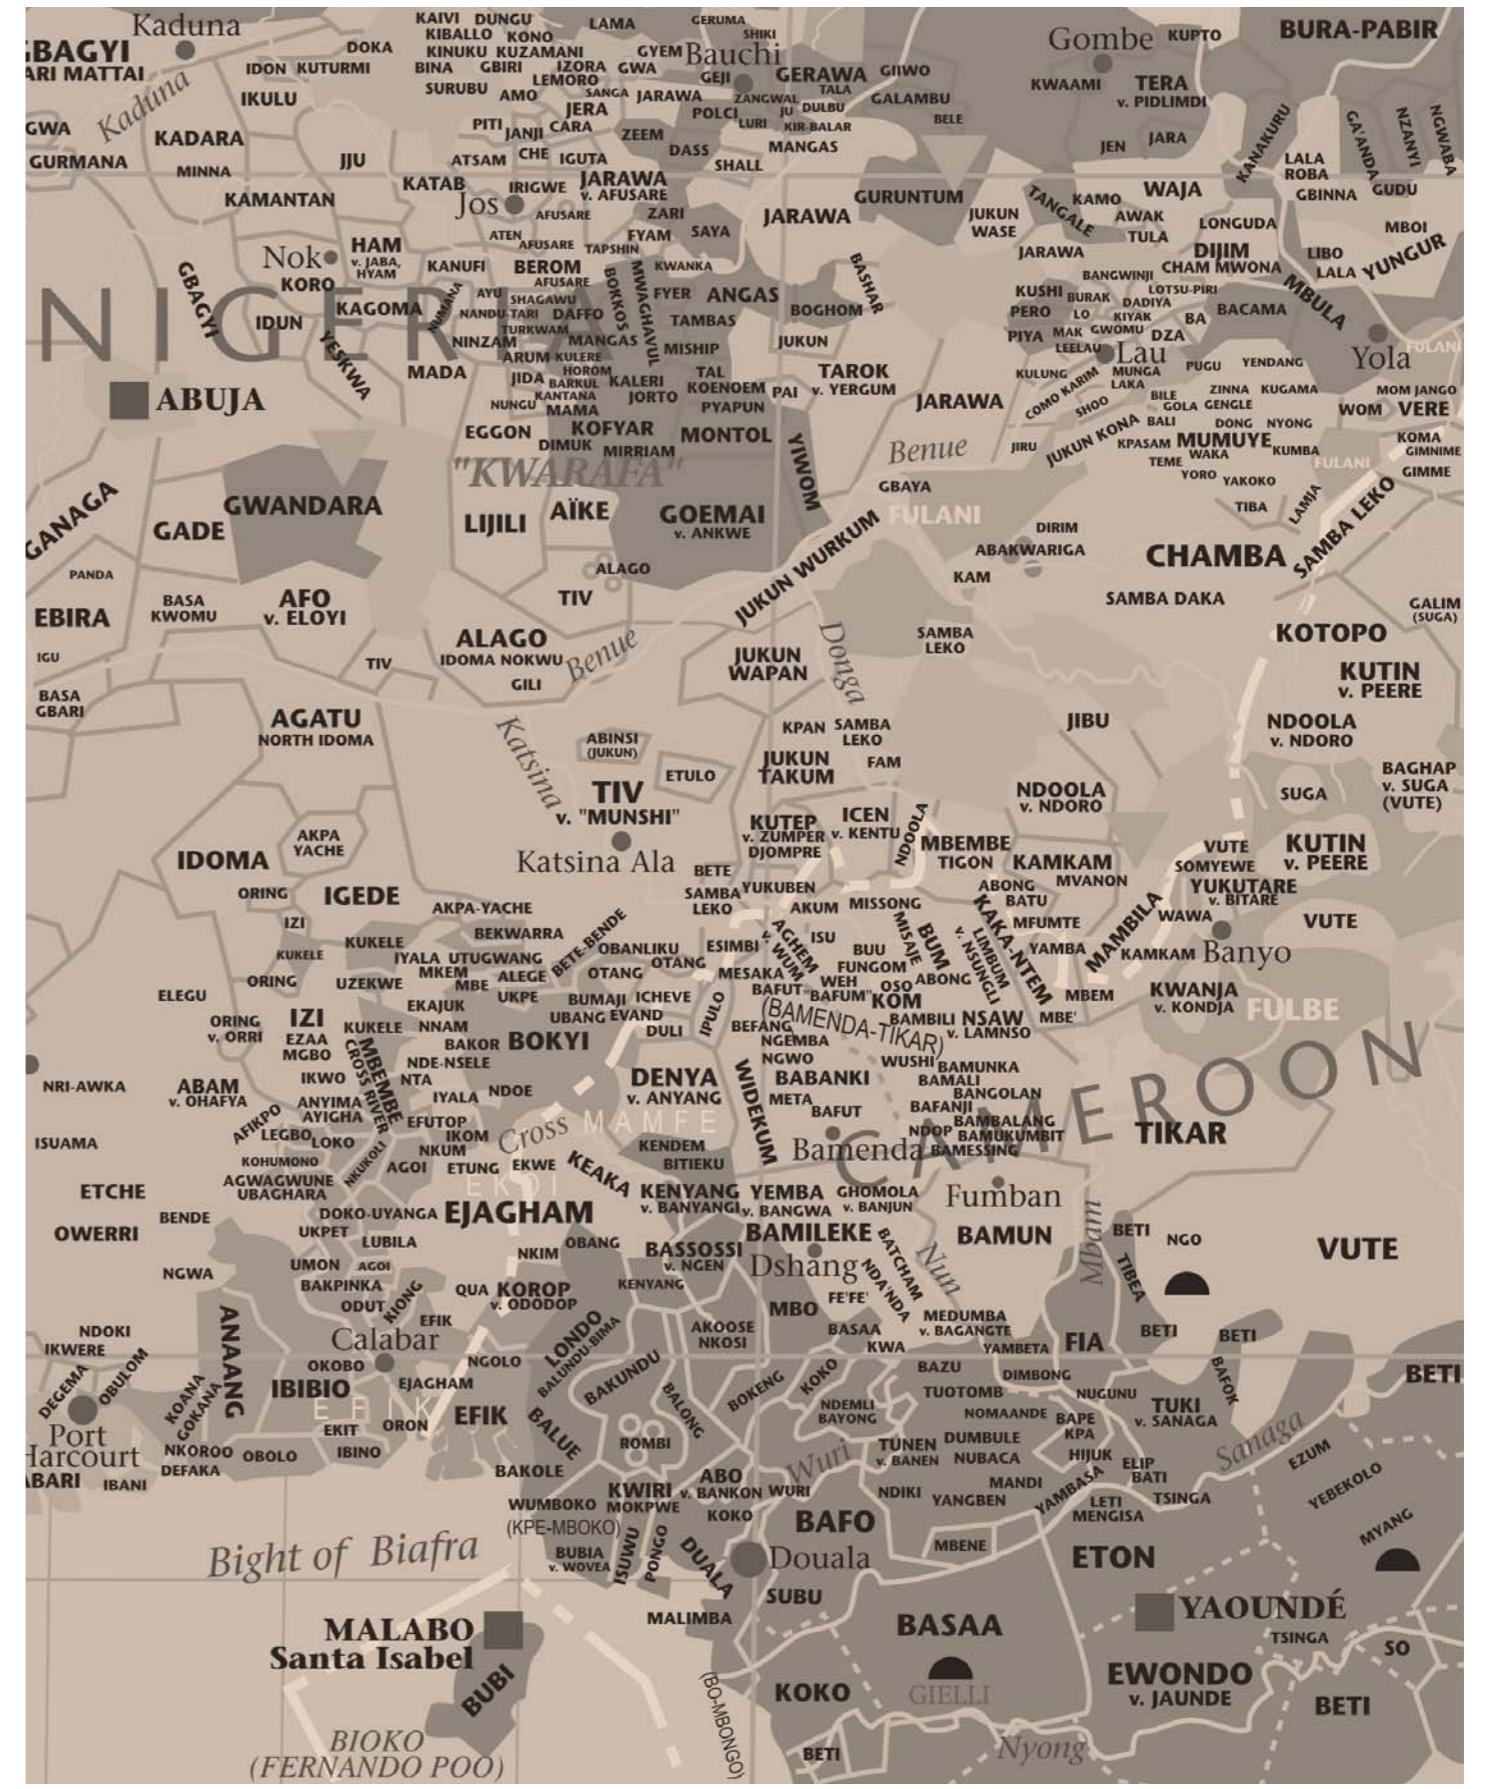 Kaduna
KAIVI DUNGU
LAMA
GERUMA
SHIKI
Gombe
KUPTO
BURA-PABIR
GBAGYI
ARI MATTAI
DOKA
KIBALLO KONO
KINUKU KUZAMANI
GYEM
Bauchi
IDON KUTURMI
BINA
GBIRI
IZORA
GWA
LEMORO
GEJI
GERAWA
GIIWO
TALA
KWAAMI
TERA
v. PIDLIMDI
Kaduna
IKULU
SURUBU
AMO
SANGA
JARAWA
ZANGWAL
JU
DULBU
GALAMBU
BELE
JERA
POLCI
LURI
KIR-BALAR
GWA
KADARA
PITI
JANJI
CARA
ZEEM
DASS
MANGAS
JEN
JARA
KANAKURU
GA'ANDA
NZANYI
NGWABA
GURMANA
MINNA
JJU
ATSAM
CHE
IGUTA
SHALL
LALA
ROBA
KAMANTAN
KATAB
IRIGWE
JARAWA
v. AFUSARE
Jos
AFUSARE
ZARI
JARAWA
GURUNTUM
JUKUN
WASE
TANGALE
KAMO
WAJA
GBINNA
GUDU
AWAK
TULA
LONGUDA
MBOI
ATEN
AFUSARE
TAPSHIN
FYAM
SAYA
Nok
HAM
v. JABA,
HYAM
KORO
KANUFI
BEROM
AFUSARE
KWANKA
BASHAR
JARAWA
DIJIM
CHAM MWONA
LIBO
LALA
YUNGUR
BANGWINJI
GBAGYI
NIGERIA
KAGOMA
NUMANA
AYU
SHAGAWU
NANDU-TARI
DAFFO
BOKKOS
MWAGHAVUL
FYER
ANGAS
TAMBAS
BOGHOM
KUSHI
BURAK
LOTSU-PIRI
DADIYA
MBULA
PERO
LO
KIYAK
BA
BACAMA
IDUN
YESKWA
TURKWAM
NINZAM
MANGAS
MISHIP
JUKUN
PIYA
MAK
GWOMU
DZA
LEELAU
Lau
Yola
FULANI
MADA
ARUM
KULERE
HOROM
JIDA
BARKUL
KALERI
TAL
KOENOEM
PAI
TAROK
v. YERGUM
KULUNG
MUNGA
LAKA
PUGU
YENDANG
ABUJA
KANTANA
NUNGU
MAMA
JORTO
PYAPUN
JARAWA
COMO KARIM
SHOO
BILE
GOLA
ZINNA
GENGLE
KUGAMA
MOM JANGO
WOM
VERE
EGGON
KOFYAR
DIMUK
MIRRIAM
MONTOL
YIWOM
Benue
JIRU
JUKUN KONA
BALI
DONG
NYONG
KPASAM
MUMUYE
WAKA
KUMBA
TEME
FULANI
KOMA
GIMNIME
GIMME
"KWARAFA"
GBAYA
YORO
YAKOKO
GANAGA
GWANDARA
GADE
LIJILI
AÏKE
GOEMAI
v. ANKWE
FULANI
TIBA
LAMJA
SAMBA LEKO
DIRIM
ABAKWARIGA
CHAMBA
PANDA
ALAGO
JUKUN WURKUM
KAM
SAMBA DAKA
EBIRA
BASA
KWOMU
AFO
v. ELOYI
TIV
GALIM
(SUGA)
KOTOPO
IGU
TIV
ALAGO
IDOMA NOKWU
GILI
Benue
JUKUN
WAPAN
Donga
SAMBA
LEKO
KUTIN
v. PEERE
BASA
GBARI
AGATU
NORTH IDOMA
Katsina
ABINSI
(JUKUN)
KPAN
SAMBA
LEKO
JIBU
NDOOLA
v. NDORO
ETULO
JUKUN
TAKUM
FAM
TIV
v. "MUNSHI"
NDOOLA
v. NDORO
SUGA
BAGHAP
v. SUGA
(VUTE)
KUTEP
v. ZUMPER
DJOMPRE
ICEN
v. KENTU
NDOOLA
AKPA
YACHE
IDOMA
Katsina Ala
MBEMBE
TIGON
KAMKAM
MVANON
VUTE
SOMYEWE
KUTIN
v. PEERE
BETE
ORING
IGEDE
SAMBA
LEKO
YUKUBEN
ABONG
BATU
YUKUTARE
v. BITARE
IZI
AKPA-YACHE
AKUM
MISSONG
MFUMTE
MAMBILA
WAWA
VUTE
KUKELE
BEKWARRA
BETE-BENDE
OBANLIKU
ESIMBI
AGHEM
v. WUM
ISU
MISAJE
BUM
v. NSUNGLI
LIMBUM
KAKA-NTEM
YAMBA
KAMKAM
Banyo
KUKELE
IYALA
UTUGWANG
OTANG
BUU
FUNGOM
ORING
UZEKWE
MKEM
MBE
ALEGE
OTANG
MESAKA
WEH
OSO
ABONG
ELEGU
EKAJUK
UKPE
BUMAJI
ICHEVE
BAFUT
"BAFUM"
KOM
MBEM
KWANJA
v. KONDJA
FULBE
ORING
v. ORRI
IZI
EZAA
MGBO
KUKELE
NNAM
UBANG
EVAND
DULI
IPULO
(BAMENDA-TIKAR)
BAMBILI
NSAW
v. LAMNSO
MBE'
BEFANG
NGEMBA
BAKOR
BOKYI
NRI-AWKA
IKWO
MBEMBE
CROSS RIVER
NDE-NSELE
NTA
NGWO
WUSHI
BAMUNKA
BAMALI
ABAM
v. OHAFYA
ANYIMA
AYIGHA
IYALA
NDOE
DENYA
v. ANYANG
WIDEKUM
BABANKI
META
BAFUT
BANGOLAN
BAFANJI
BAMBALANG
CAMEROON
AFIKPO
LEGBO
LOKO
EFUTOP
IKOM
Cross
MAMFE
NDOP
BAMUKUMBIT
TIKAR
ISUAMA
KOHUMONO
NKUKOLI
NKUM
KENDEM
BITIEKU
Bamenda
BAMESSING
AGWAGWUNE
UBAGHARA
AGOI
ETUNG
EKWE
KEAKA
EKOI
ETCHE
KENYANG
v. BANYANGI
YEMBA
v. BANGWA
GHOMOLA
v. BANJUN
Fumban
BENDE
DOKO-UYANGA
EJAGHAM
OWERRI
UKPET
LUBILA
BAMILEKE
BAMUN
Mbam
BETI
NGO
VUTE
NGWA
UMON
AGOI
NKIM
OBANG
BASSOSSI
v. NGEN
Dshang
BATCHAM
NDA'NDA
Nun
TIBEA
BAKPINKA
ODUT
KIONG
QUA
KOROP
v. ODODOP
KENYANG
MBO
FE'FE'
EFIK
NDOKI
ANAANG
Calabar
LONDO
BALUNDU-BIMA
AKOOSE
NKOSI
BASAA
KWA
MEDUMBA
v. BAGANGTE
YAMBETA
FIA
BETI
BETI
IKWERE
OKOBO
NGOLO
BAKUNDU
KOKO
BAZU
DIMBONG
BAFOK
BETI
DEGEMA
OBULOM
KOANA
GOKANA
IBIBIO
EFIK
EJAGHAM
BALONG
BOKENG
NDEMLI
BAYONG
TUOTOMB
NUGUNU
TUKI
v. SANAGA
Port
Harcourt
EKIT
ORON
EFIK
BALUE
ROMBI
NOMAANDE
BAPE
KPA
Sanaga
NKOROO
DEFAKA
OBOLO
IBINO
Wuri
TUNEN
v. BANEN
DUMBULE
NUBACA
HIJUK
ELIP
BATI
EZUM
ABARI
IBANI
BAKOLE
KWIRI
MOKPWE
ABO
v. BANKON
WURI
NDIKI
MANDI
YANGBEN
YAMBASA
TSINGA
YEBEKOLO
WUMBOKO
(KPE-MBOKO)
KOKO
BAFO
LETI
MENGISA
MYANG
Bight of Biafra
BUBIA
v. WOVEA
ISUWU
PONGO
DUALA
Douala
MBENE
ETON
SUBU
YAOUNDÉ
MALABO
Santa Isabel
MALIMBA
BASAA
TSINGA
SO
BUBI
(BO-MBONGO)
KOKO
GIELLI
EWONDO
v. JAUNDE
BETI
BIOKO
(FERNANDO POO)
BETI
Nyong